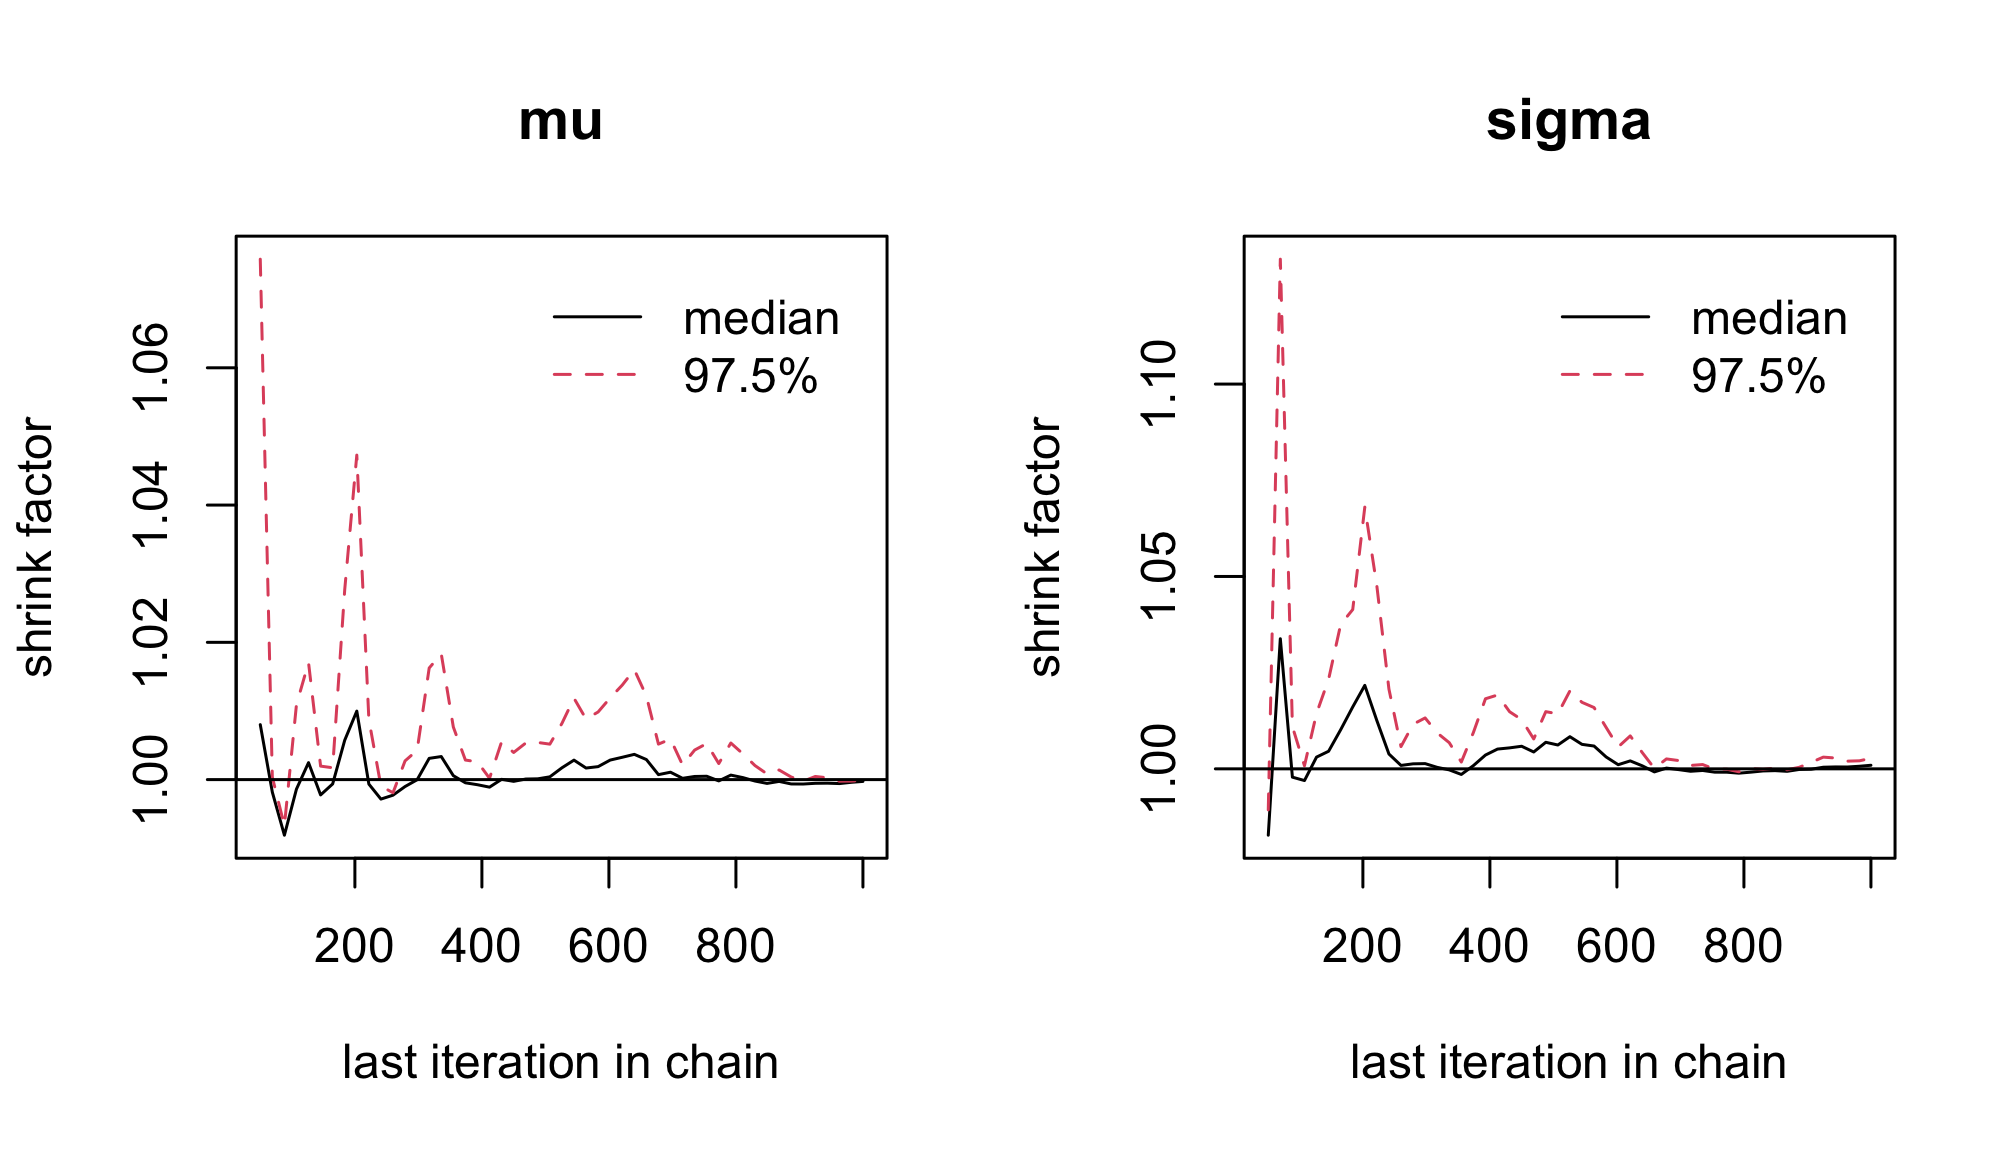 mu
shrink factor
1.06
1.04
1.02
1.00
median
97.5%
200 400 600 800
last iteration in chain
sigma
shrink factor
1.10
1.05
1.00
median
97.5%
200 400 600 800
last iteration in chain